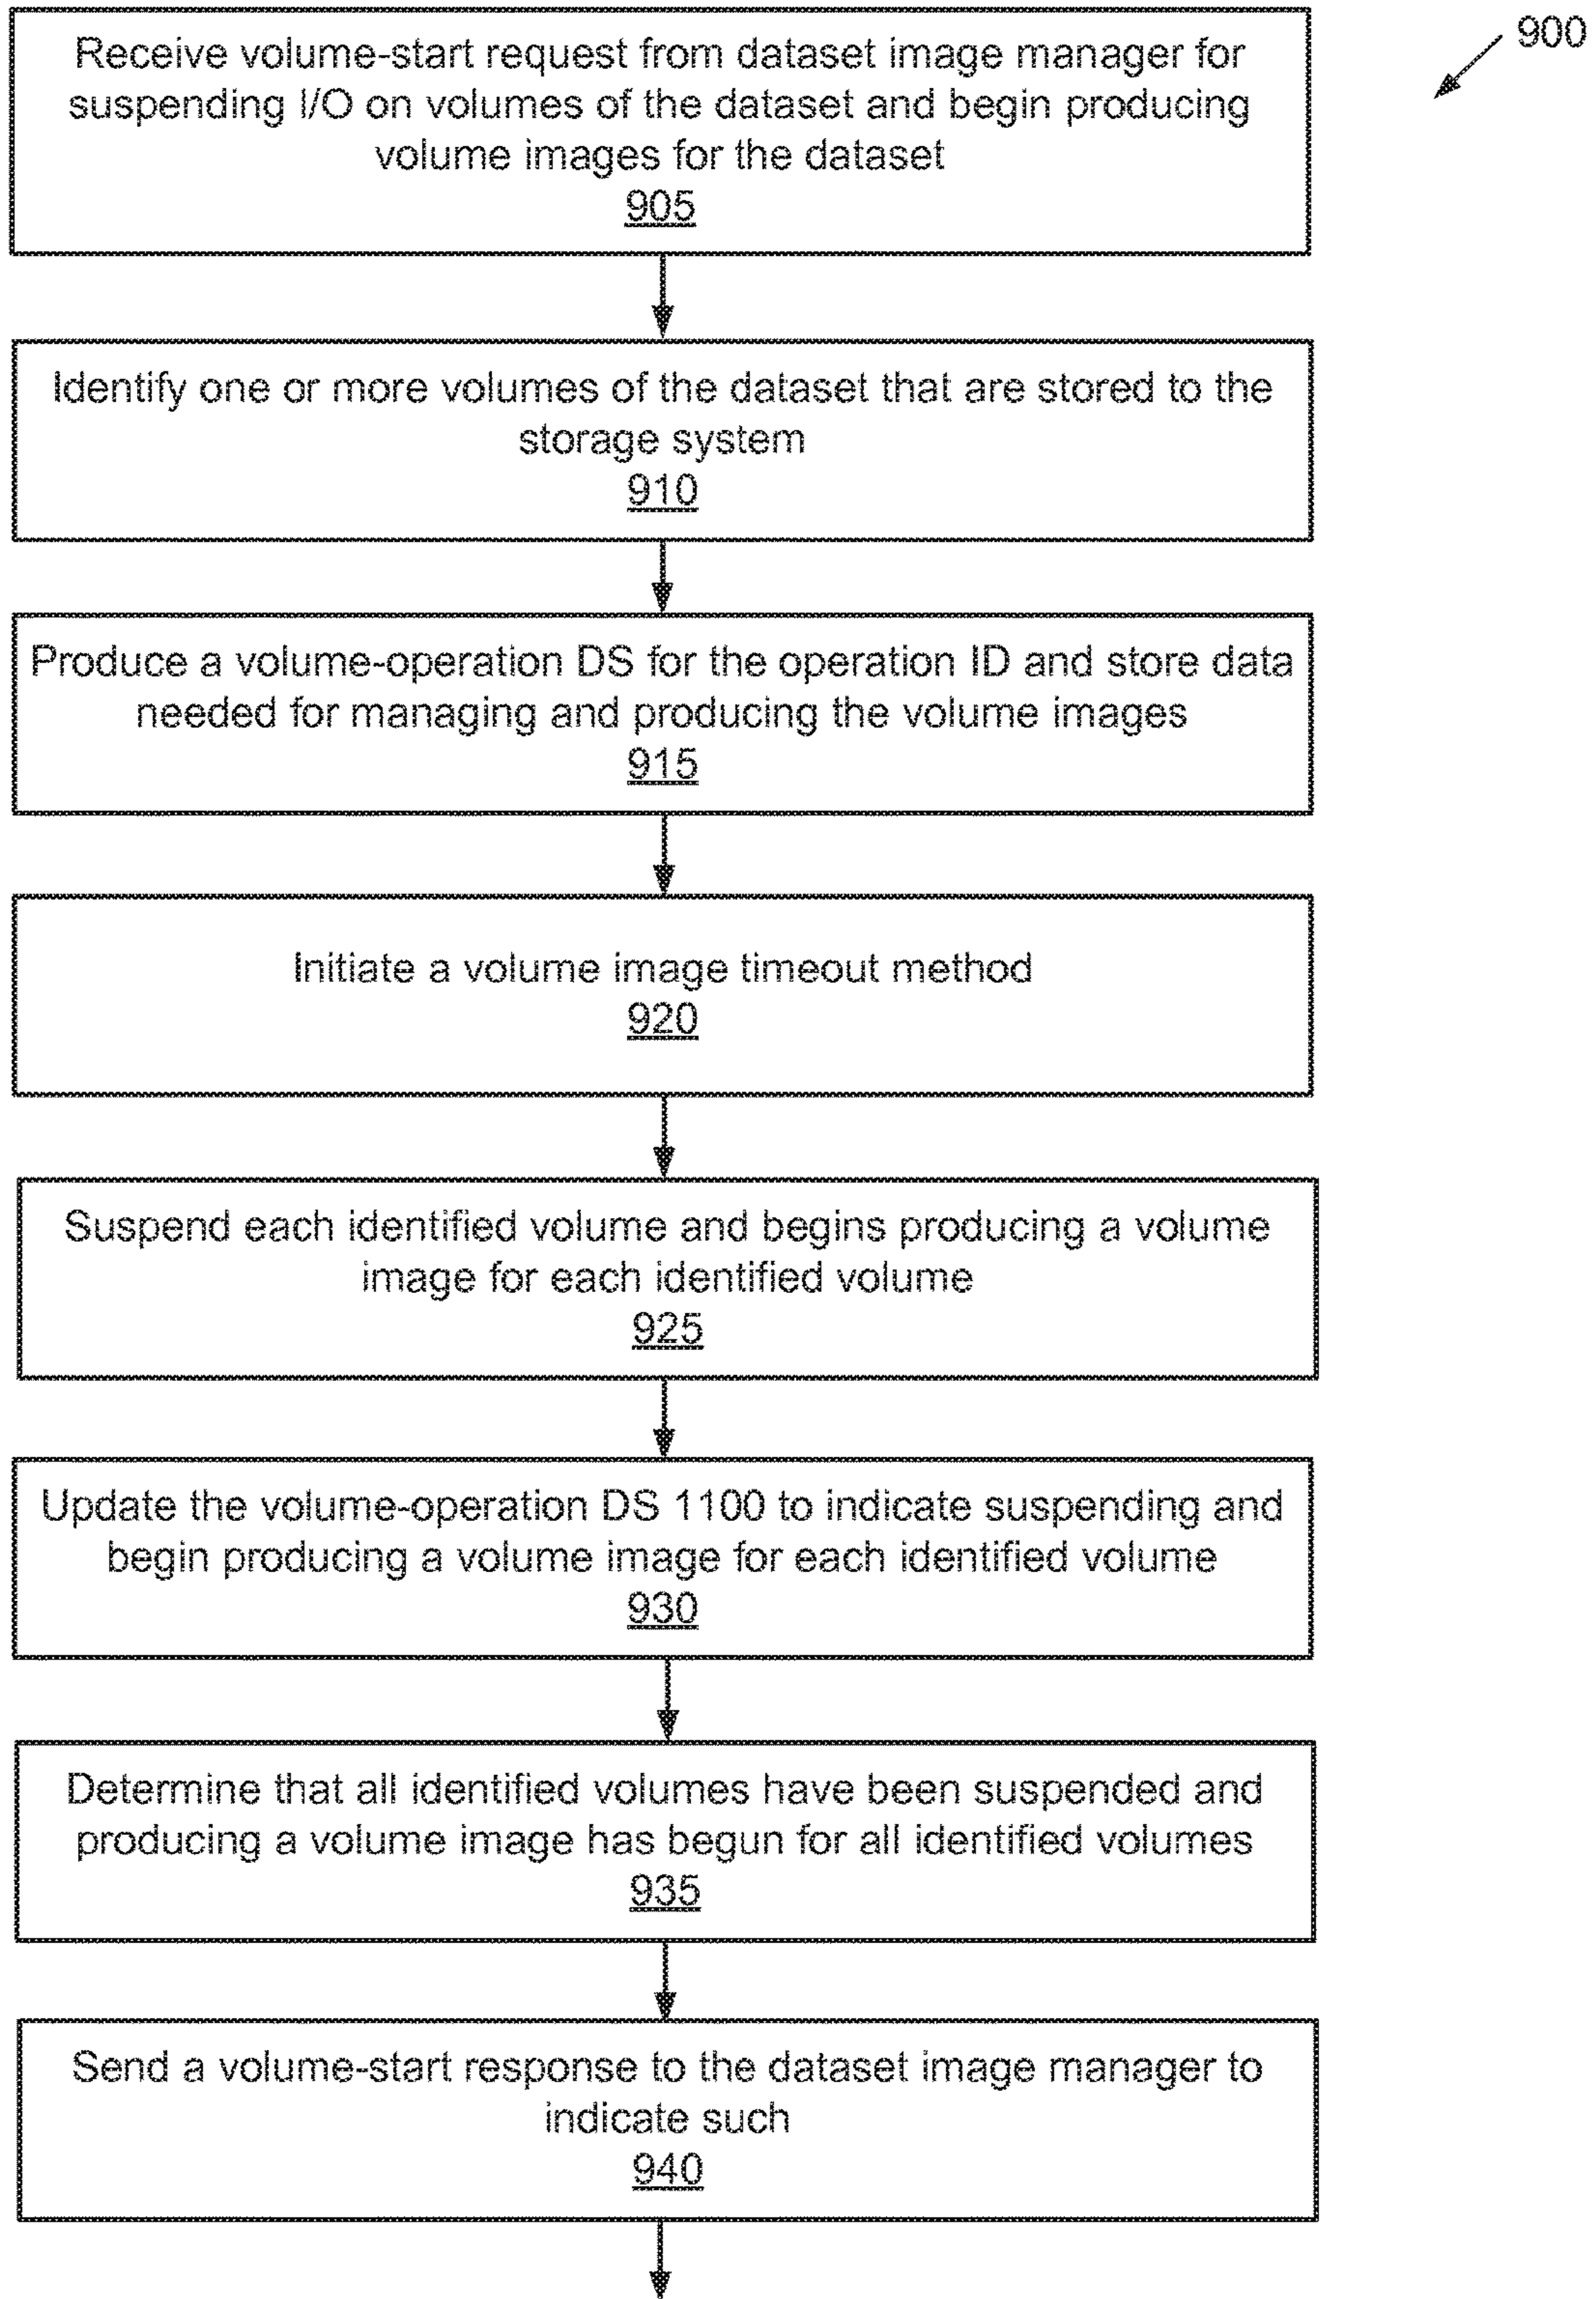 900
Receive volume-start request from dataset image manager for
suspending I/O on volumes of the dataset and begin producing
volume images for the dataset
905
Identify one or more volumes of the dataset that are stored to the
storage system
910
Produce a volume-operation DS for the operation ID and store data
needed for managing and producing the volume images
915
Initiate a volume image timeout method
920
Suspend each identified volume and begins producing a volume
image for each identified volume
925
Update the volume-operation DS 1100 to indicate suspending and
begin producing a volume image for each identified volume
930
Determine that all identified volumes have been suspended and
producing a volume image has begun for all identified volumes
935
Send a volume-start response to the dataset image manager to
indicate such
940